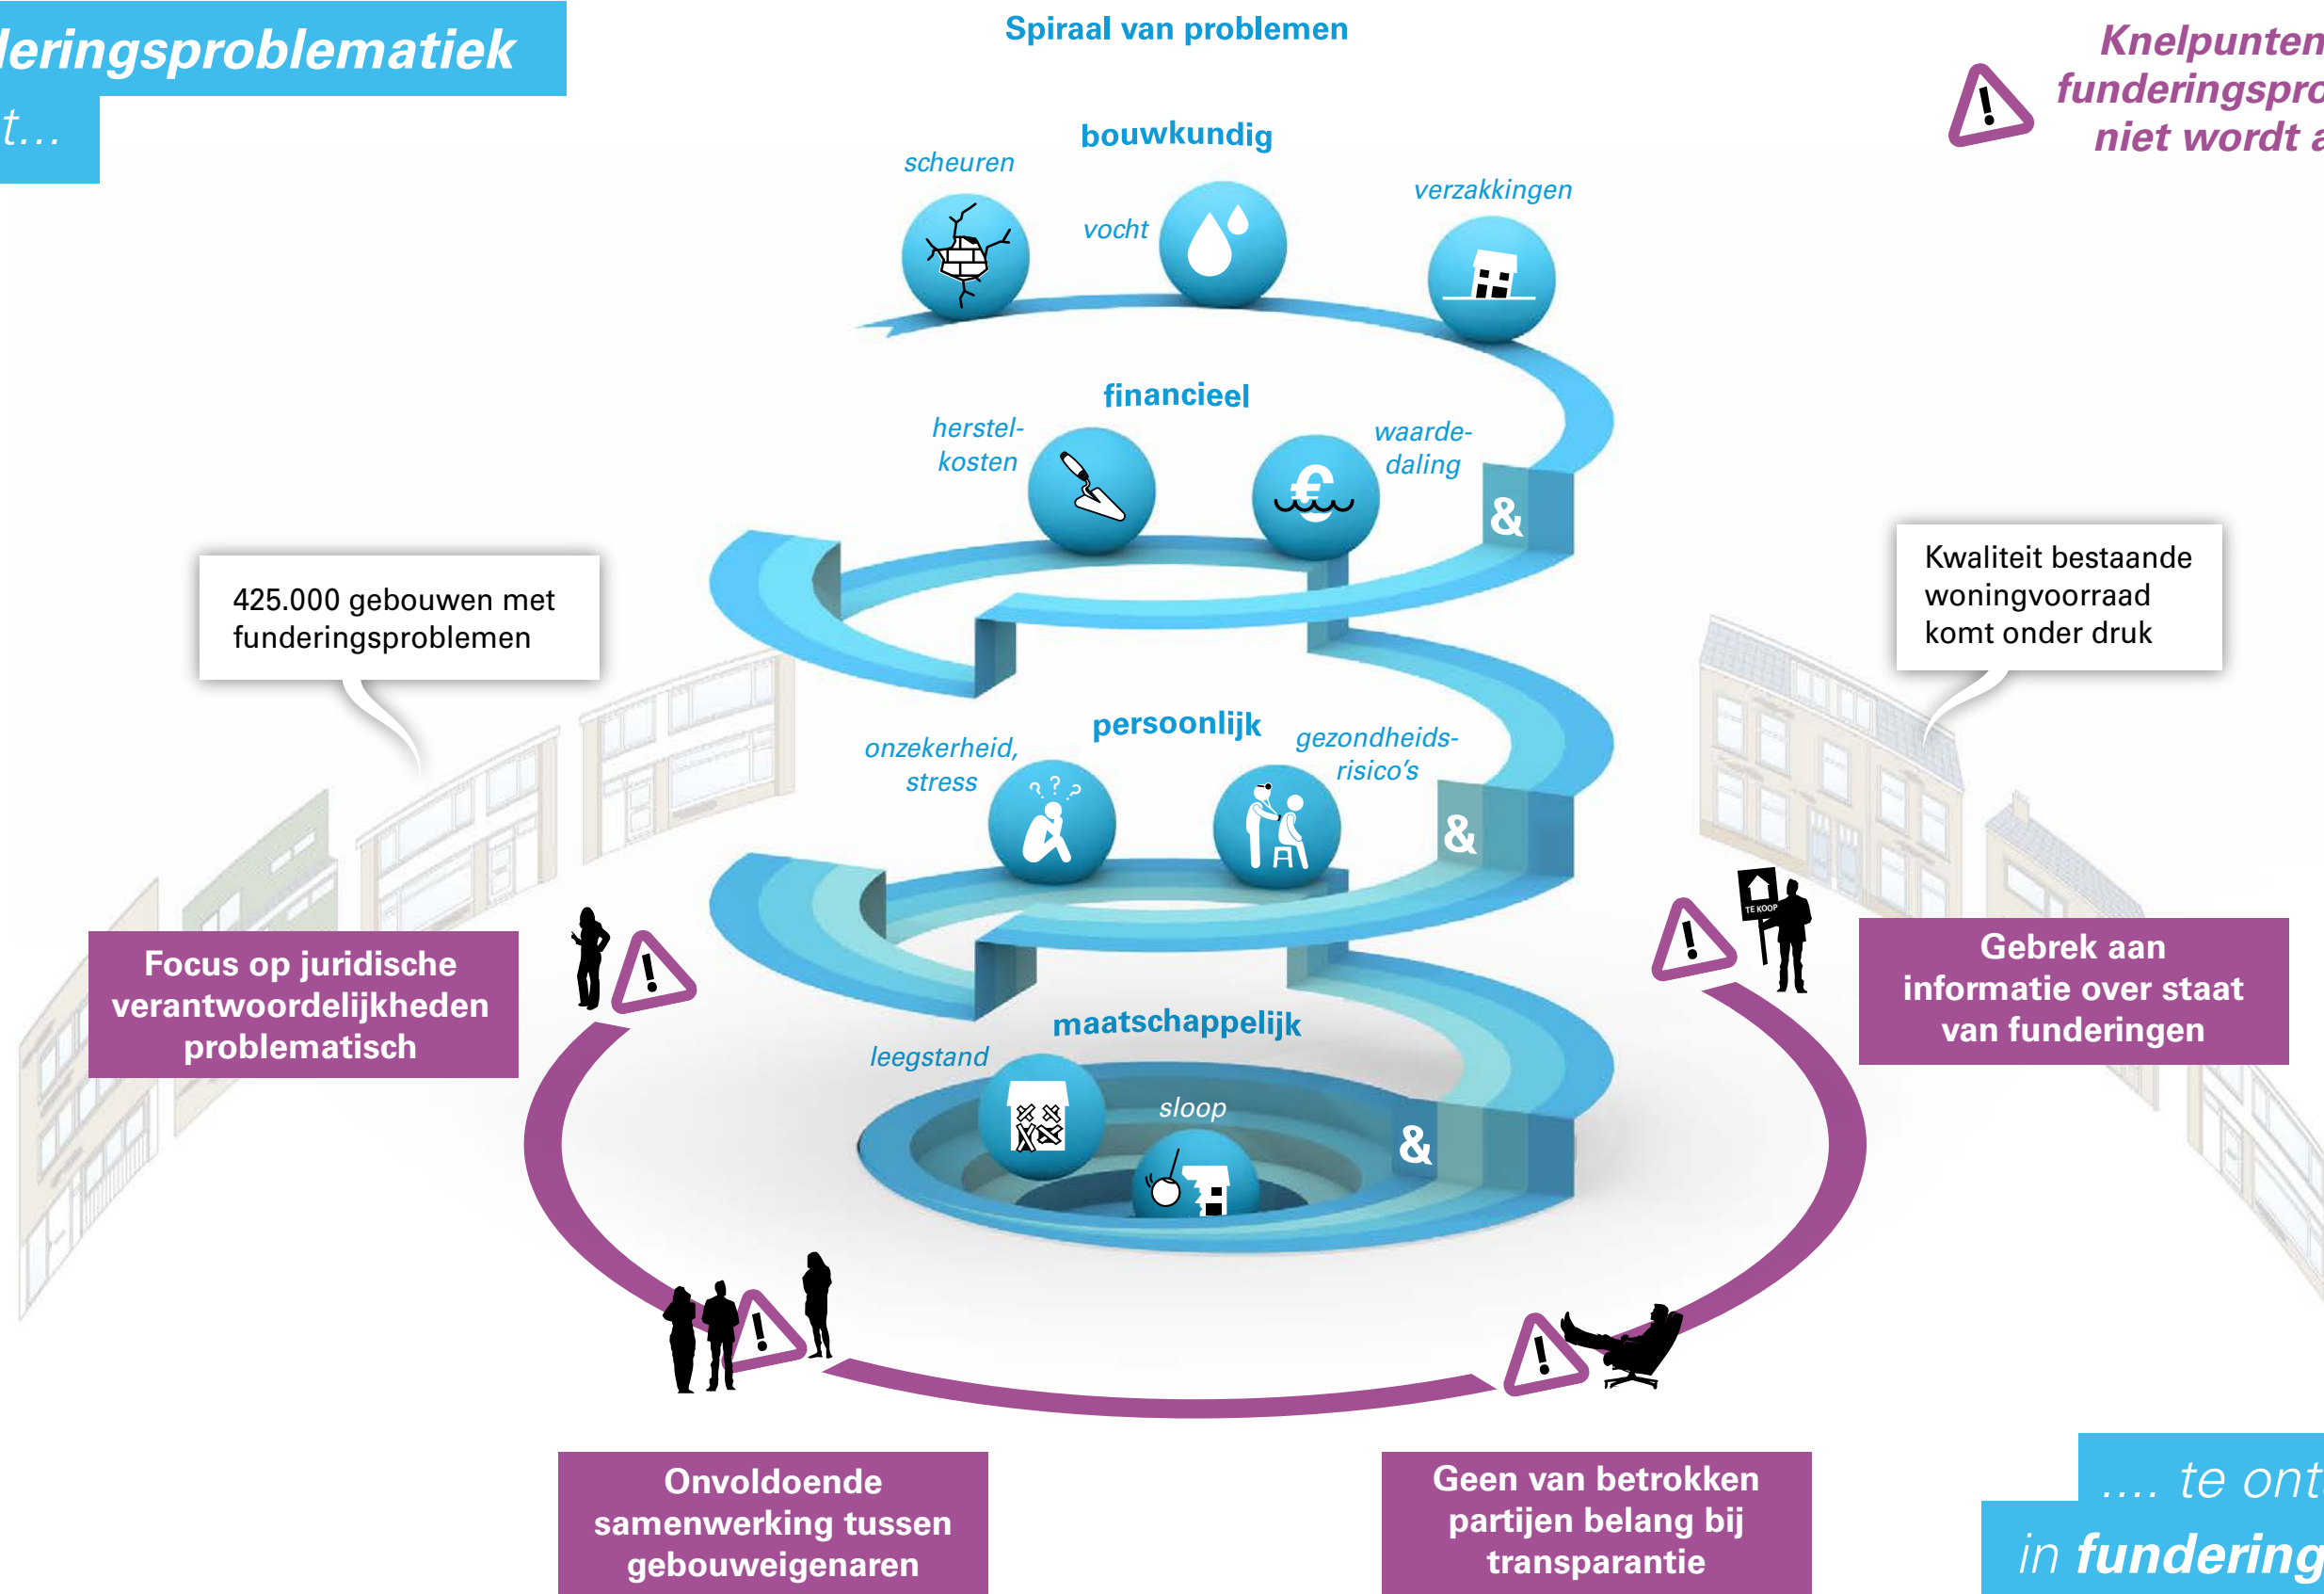 deringsproblematiek
t...
Spiraal van problemen
Knelpunten
funderingspro
niet wordt a
bouwkundig
scheuren
vocht
verzakkingen
financieel
herstel-
kosten
waarde-
daling
&
425.000 gebouwen met
funderingsproblemen
Kwaliteit bestaande
woningvoorraad
komt onder druk
persoonlijk
onzekerheid,
stress
???
gezondheids-
risico's
&
TE KOOP
Focus op juridische
verantwoordelijkheden
problematisch
Gebrek aan
informatie over staat
van funderingen
maatschappelijk
leegstand
sloop
&
Onvoldoende
samenwerking tussen
gebouweigenaren
Geen van betrokken
partijen belang bij
transparantie
.... te ont
in fundering